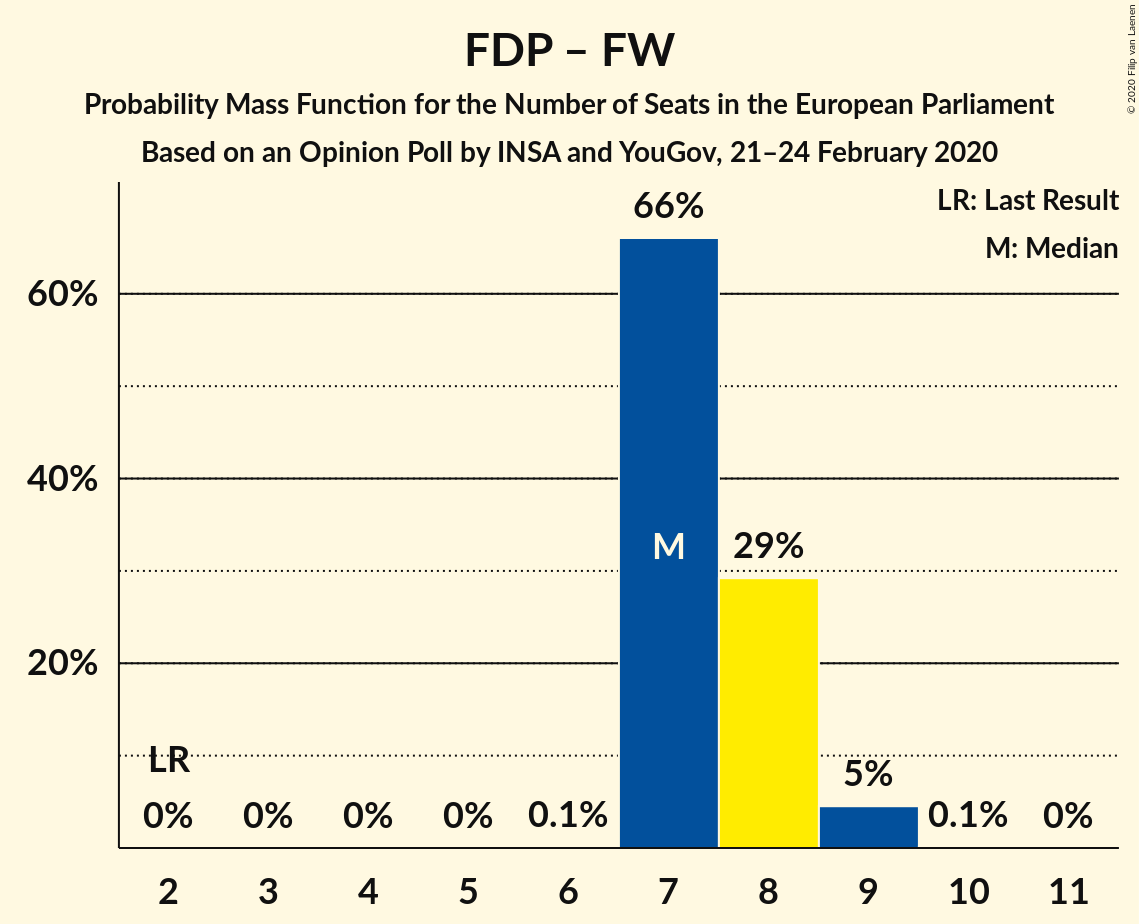 FDP – FW
Probability Mass Function for the Number of Seats in the European Parliament
Based on an Opinion Poll by INSA and YouGov, 21–24 February 2020
© 2020 Filip van Laenen
LR: Last Result
M: Median
66%
60%
40%
M
29%
20%
LR
5%
0%
0%
0%
0%
0.1%
0.1%
0%
2 3 4 5 6 7 8 9 10 11